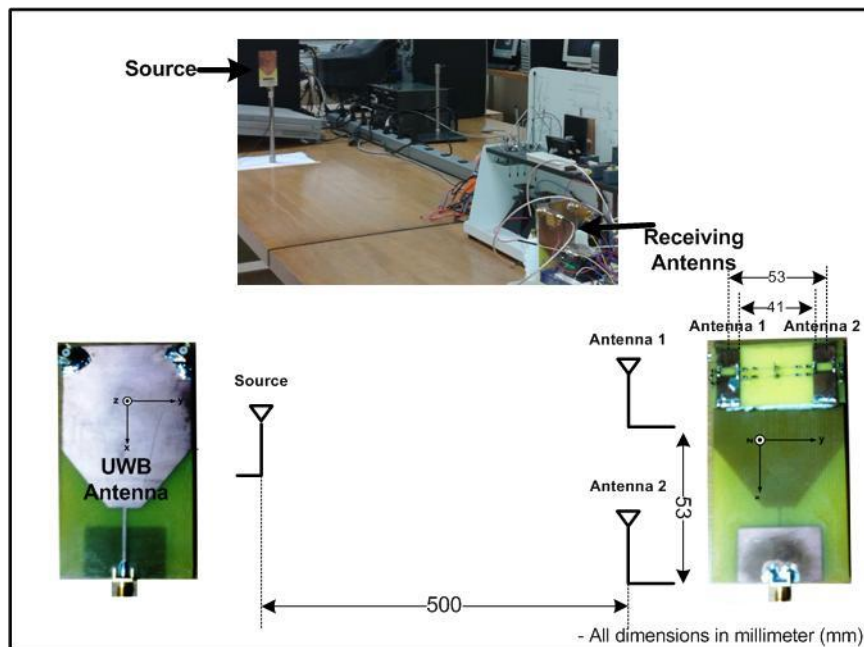 Source
Receiving
Antenns
53
41
Antenna 1 Antenna 2
Antenna 1
Source
z
y
x
UWB
Antenna
Antenna 2
53
z
y
x
500
- All dimensions in millimeter (mm)